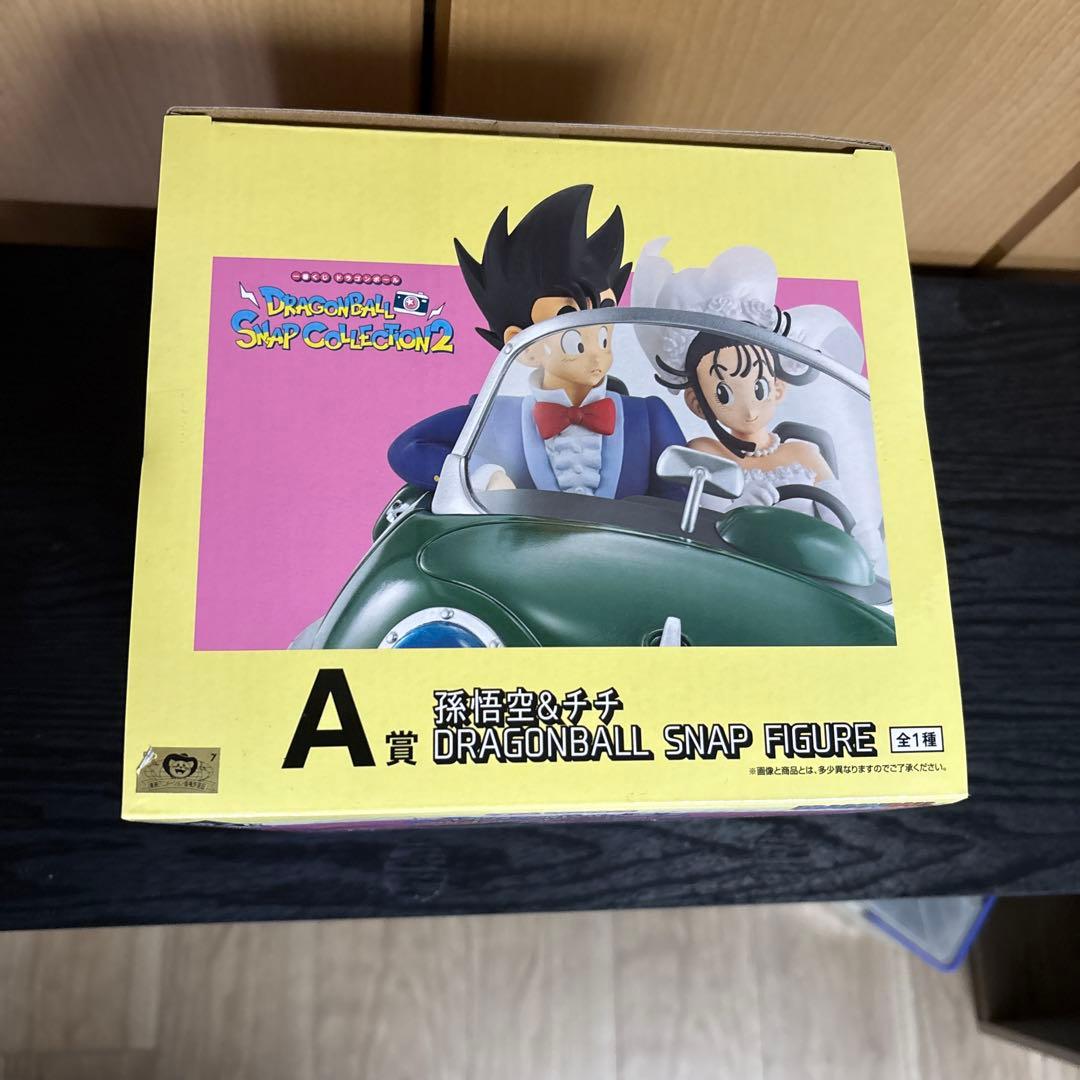 一番くじ ドラゴンボール
DRAGONBALL
SNAP COLLECTION2
A賞
孫悟空&チチ
DRAGONBALL SNAP FIGURE 全1種
※画像と商品とは、多少異なりますのでご了承ください。
7